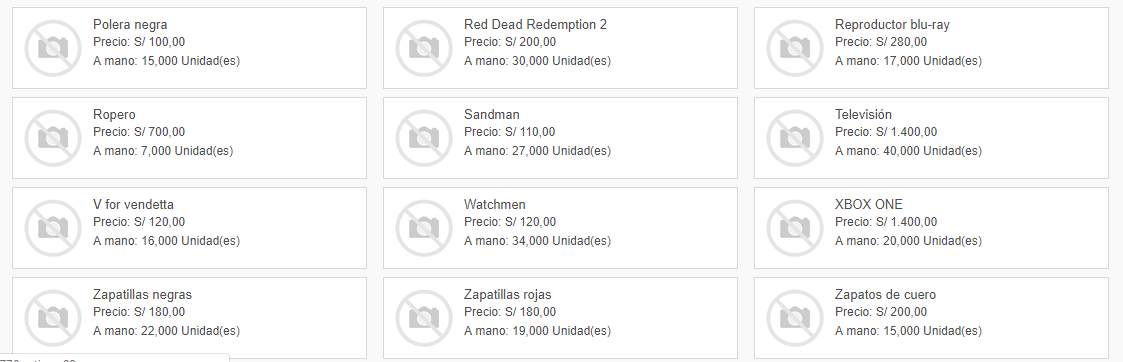 Polera negra
Precio: S/ 100,00
A mano: 15,000 Unidad(es)
Red Dead Redemption 2
Precio: S/ 200,00
A mano: 30,000 Unidad(es)
Reproductor blu-ray
Precio: S/ 280,00
A mano: 17,000 Unidad(es)
Ropero
Precio: S/ 700,00
A mano: 7,000 Unidad(es)
Sandman
Precio: S/ 110,00
A mano: 27,000 Unidad(es)
Televisión
Precio: S/ 1.400,00
A mano: 40,000 Unidad(es)
V for vendetta
Precio: S/ 120,00
A mano: 16,000 Unidad(es)
Watchmen
Precio: S/ 120,00
A mano: 34,000 Unidad(es)
XBOX ONE
Precio: S/ 1.400,00
A mano: 20,000 Unidad(es)
Zapatillas negras
Precio: S/ 180,00
A mano: 22,000 Unidad(es)
Zapatillas rojas
Precio: S/ 180,00
A mano: 19,000 Unidad(es)
Zapatos de cuero
Precio: S/ 200,00
A mano: 15,000 Unidad(es)